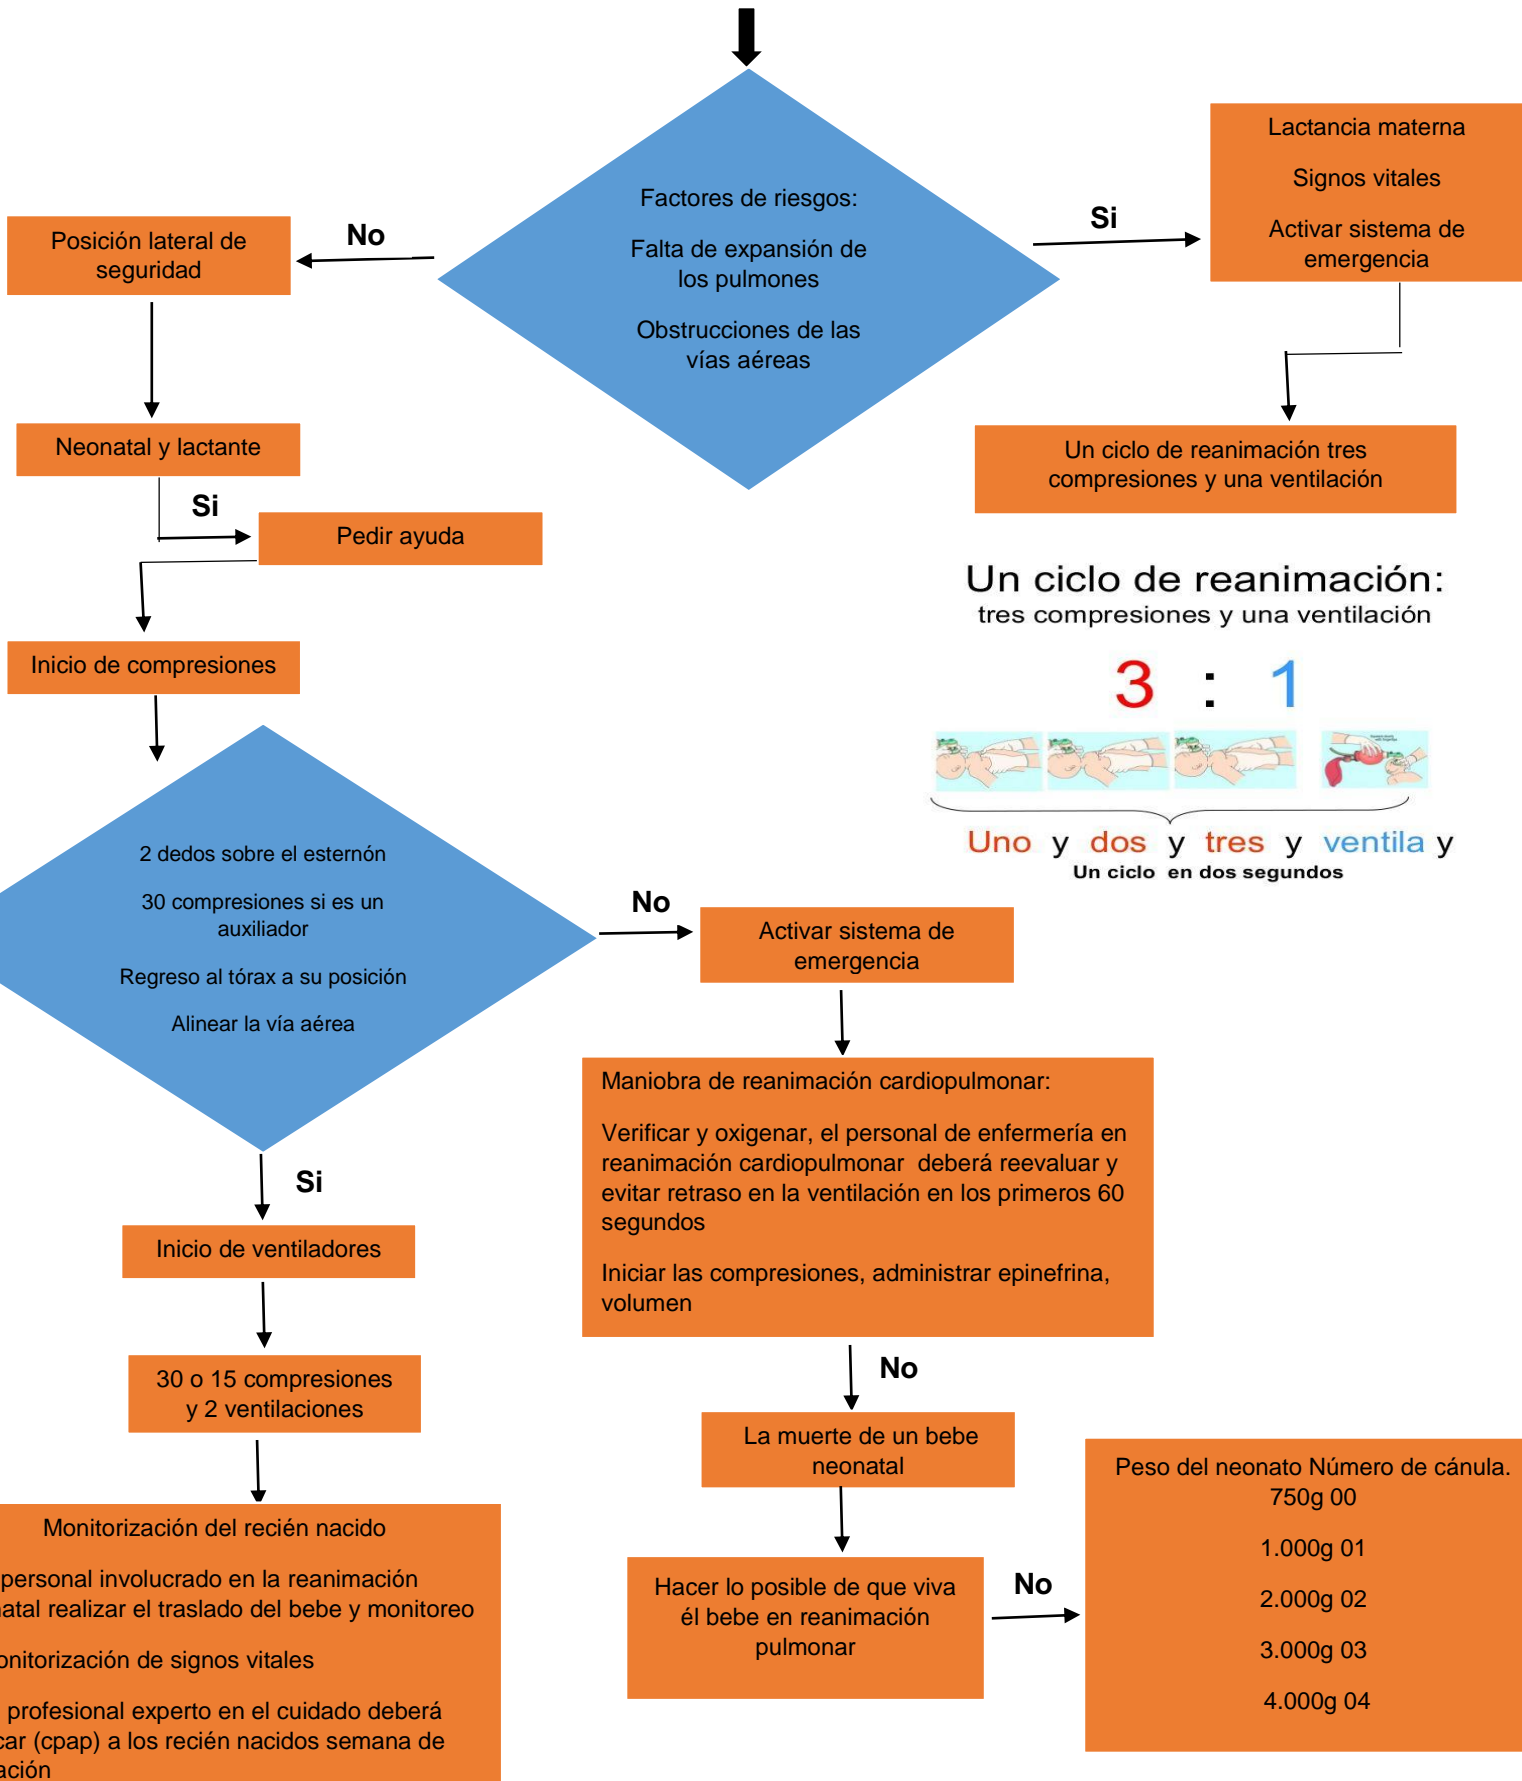 Factores de riesgos:
Falta de expansión de
los pulmones
Obstrucciones de las
vías aéreas
Si
Lactancia materna
Signos vitales
Activar sistema de
emergencia
No
Posición lateral de
seguridad
Neonatal y lactante
Si
Pedir ayuda
Inicio de compresiones
Un ciclo de reanimación tres
compresiones y una ventilación
Un ciclo de reanimación:
tres compresiones y una ventilación
3 : 1
Uno y dos y tres y ventila y
Un ciclo en dos segundos
2 dedos sobre el esternón
30 compresiones si es un
auxiliador
Regreso al tórax a su posición
Alinear la vía aérea
No
Activar sistema de
emergencia
Maniobra de reanimación cardiopulmonar:
Verificar y oxigenar, el personal de enfermería en
reanimación cardiopulmonar deberá reevaluar y
evitar retraso en la ventilación en los primeros 60
segundos
Iniciar las compresiones, administrar epinefrina,
volumen
Si
Inicio de ventiladores
30 o 15 compresiones
y 2 ventilaciones
Monitorización del recién nacido
personal involucrado en la reanimación
natal realizar el traslado del bebe y monitoreo
onitorización de signos vitales
profesional experto en el cuidado deberá
car (cpap) a los recién nacidos semana de
ación
No
La muerte de un bebe
neonatal
Hacer lo posible de que viva
él bebe en reanimación
pulmonar
No
Peso del neonato Número de cánula.
750g 00
1.000g 01
2.000g 02
3.000g 03
4.000g 04